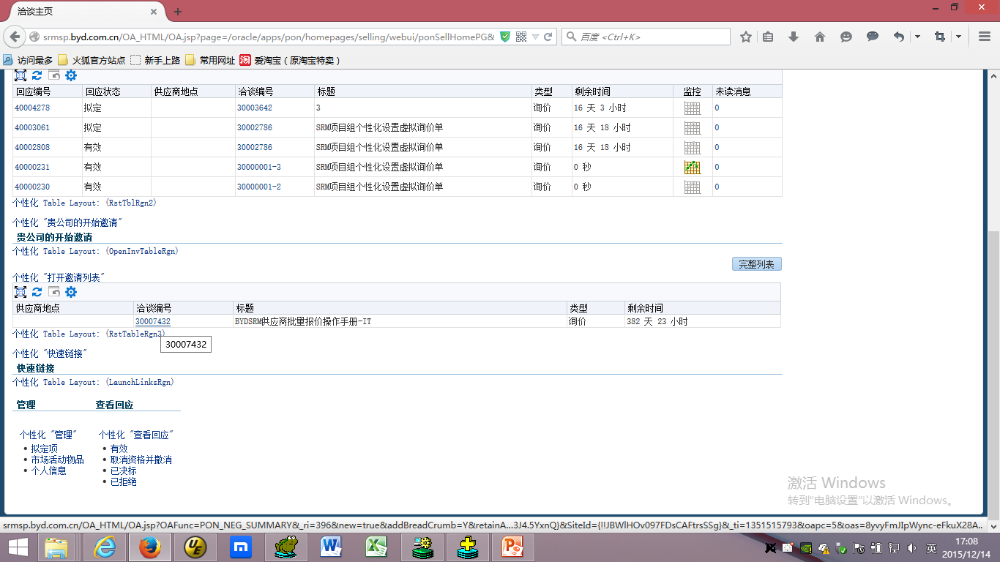 洽谈主页
srmsp.byd.com.cn/OA_HTML/OA.jsp?page=/oracle/apps/pon/homepages/selling/webui/ponSellHomePG&
百度 <Ctrl+K>
访问最多 火狐官方站点 新手上路 常用网址 爱淘宝（原淘宝特卖）
回应编号 回应状态 供应商地点 洽谈编号 标题 类型 剩余时间 监控 未读消息
40004278 拟定 30003642 3 询价 16 天 3 小时 0
40003061 拟定 30002786 SRM项目组个性化设置虚拟询价单 询价 16 天 18 小时 0
40002808 有效 30002786 SRM项目组个性化设置虚拟询价单 询价 16 天 18 小时 0
40000231 有效 30000001-3 SRM项目组个性化设置虚拟询价单 询价 0 秒 0
40000230 有效 30000001-2 SRM项目组个性化设置虚拟询价单 询价 0 秒 0
个性化 Table Layout: (RstTblRgn2)
个性化 "贵公司的开始邀请"
贵公司的开始邀请
个性化 Table Layout: (OpenInvTableRgn)
完整列表
个性化 "打开邀请列表"
供应商地点 洽谈编号 标题 类型 剩余时间
30007432 BYDSRM供应商批量报价操作手册-IT 询价 382 天 23 小时
个性化 Table Layout: (RstTableRgn3)
30007432
个性化 "快速链接"
快速链接
个性化 Table Layout: (LaunchLinksRgn)
管理 查看回应
个性化 "管理" 个性化 "查看回应"
• 拟定项 • 有效
• 市场活动物品 • 取消资格并撤消
• 个人信息 • 已决标
• 已拒绝
激活 Windows
转到"电脑设置"以激活 Windows。
srmsp.byd.com.cn/OA_HTML/OA.jsp?OAFunc=PON_NEG_SUMMARY&_ri=396&new=true&addBreadCrumb=Y&retainA...3J4.5YxnQ}&SiteId={!!JBWlHOv097FDsCAFtrsSSg}&_ti=1351515793&oapc=5&oas=8yvyFmJIpWync-eFkuX28A..
英 17:08
2015/12/14